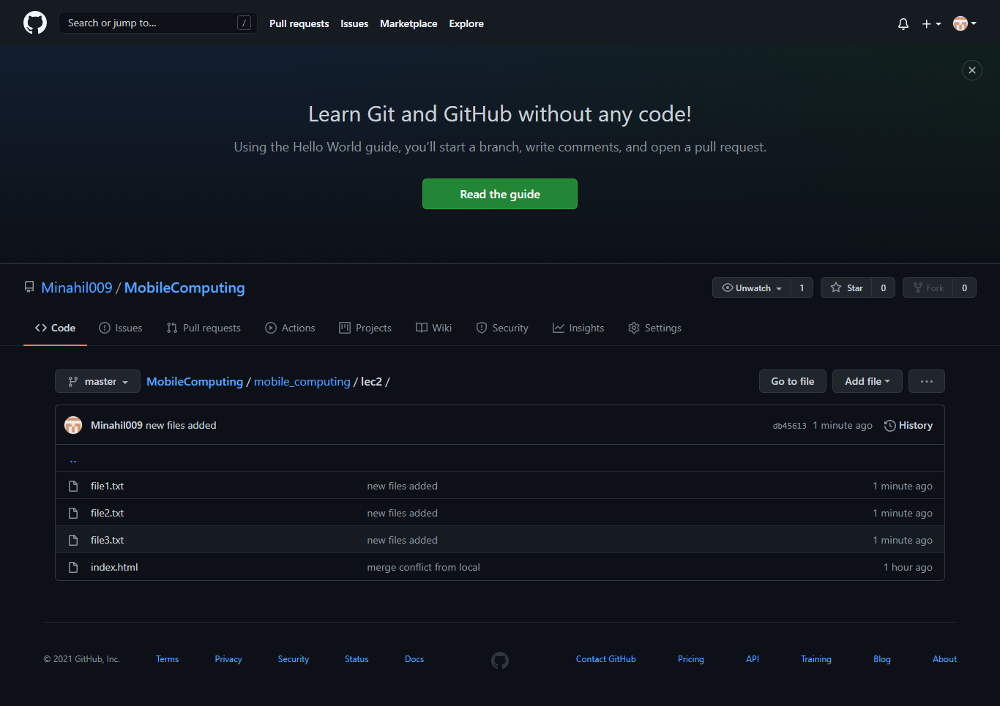 Search or jump to... /
Pull requests Issues Marketplace Explore
Learn Git and GitHub without any code!
Using the Hello World guide, you’ll start a branch, write comments, and open a pull request.
Read the guide
Minahil009 / MobileComputing
Unwatch 1 Star 0 Fork 0
Code Issues Pull requests Actions Projects Wiki Security Insights Settings
master MobileComputing / mobile_computing / lec2 /
Go to file Add file ...
Minahil009 new files added db45613 1 minute ago History
..
file1.txt new files added 1 minute ago
file2.txt new files added 1 minute ago
file3.txt new files added 1 minute ago
index.html merge conflict from local 1 hour ago
© 2021 GitHub, Inc. Terms Privacy Security Status Docs Contact GitHub Pricing API Training Blog About